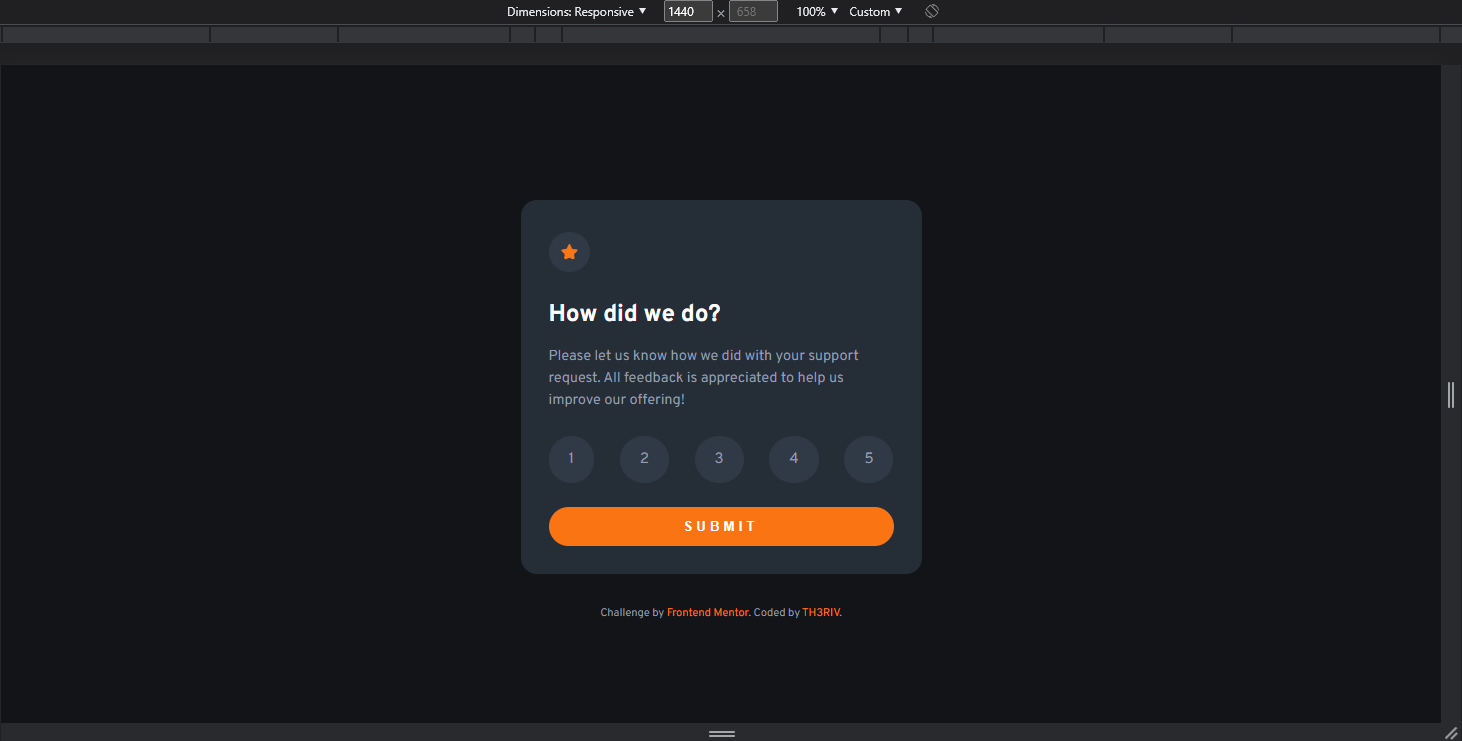 Dimensions: Responsive 1440 × 658 100% Custom
How did we do?
Please let us know how we did with your support
request. All feedback is appreciated to help us
improve our offering!
1 2 3 4 5
SUBMIT
Challenge by Frontend Mentor. Coded by TH3RIV.